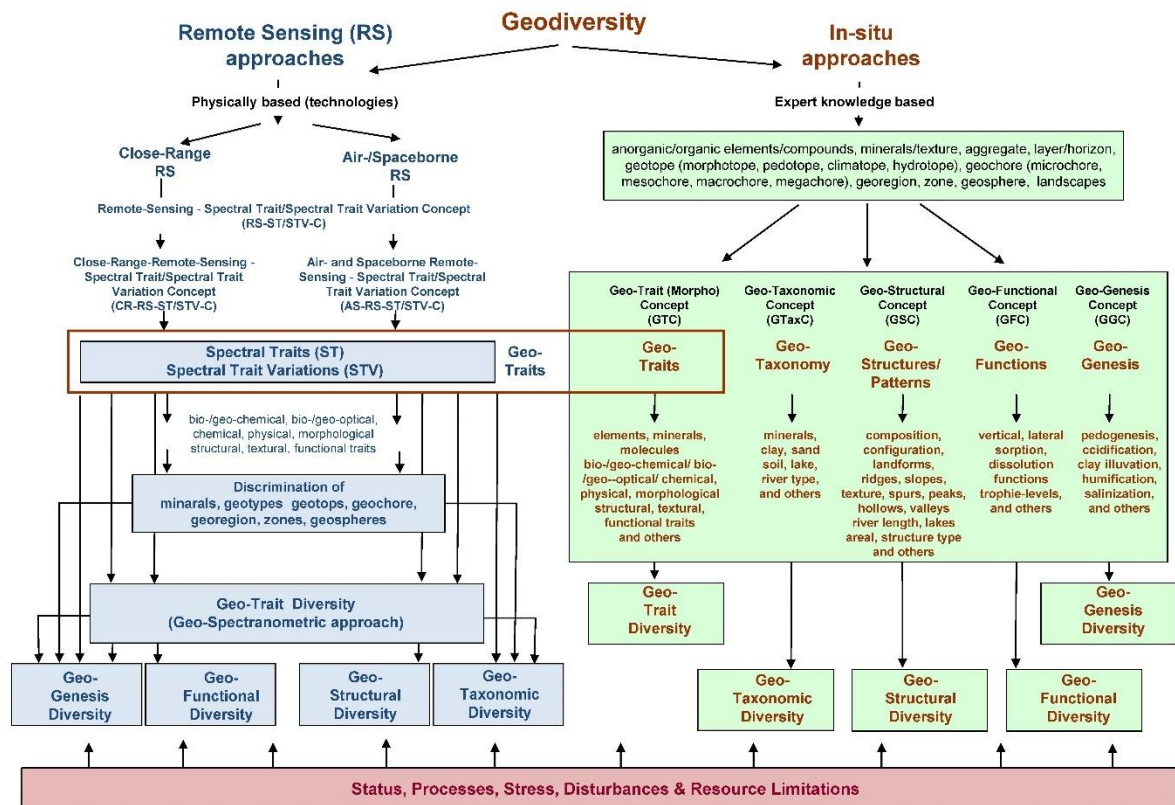 Geodiversity
Remote Sensing (RS)
approaches
In-situ
approaches
Physically based (technologies)
Expert knowledge based
Close-Range
RS
Air-/Spaceborne
RS
anorganic/organic elements/compounds, minerals/texture, aggregate, layer/horizon,
geotope (morphotope, pedotope, climatope, hydrotope), geochore (microchore,
mesochore, macrochore, megachore), georegion, zone, geosphere, landscapes
Remote-Sensing - Spectral Trait/Spectral Trait Variation Concept
(RS-ST/STV-C)
Close-Range-Remote-Sensing -
Spectral Trait/Spectral Trait
Variation Concept
(CR-RS-ST/STV-C)
Air- and Spaceborne Remote-
Sensing - Spectral Trait/Spectral
Trait Variation Concept
(AS-RS-ST/STV-C)
Geo-Trait (Morpho)
Concept
(GTC)
Geo-Taxonomic
Concept
(GTaxC)
Geo-Structural
Concept
(GSC)
Geo-Functional
Concept
(GFC)
Geo-Genesis
Concept
(GGC)
Spectral Traits (ST)
Spectral Trait Variations (STV)
Geo-
Traits
Geo-
Traits
Geo-
Taxonomy
Geo-
Structures/
Patterns
Geo-
Functions
Geo-
Genesis
bio-/geo-chemical, bio-/geo-optical,
chemical, physical, morphological
structural, textural, functional traits
elements, minerals,
molecules
bio-/geo-chemical/ bio-
/geo--optical/ chemical,
physical, morphological
structural, textural,
functional traits
and others
minerals,
clay, sand
soil, lake,
river type,
and others
composition,
configuration,
landforms,
ridges, slopes,
texture, spurs, peaks,
hollows, valleys
river length, lakes
areal, structure type
and others
vertical, lateral
sorption,
dissolution
functions
trophie-levels,
and others
pedogenesis,
ccidification,
clay illuvation,
humification,
salinization,
and others
Discrimination of
minarals, geotypes geotops, geochore,
georegion, zones, geospheres
Geo-Trait Diversity
(Geo-Spectranometric approach)
Geo-
Trait
Diversity
Geo-
Genesis
Diversity
Geo-
Genesis
Diversity
Geo-
Functional
Diversity
Geo-
Structural
Diversity
Geo-
Taxonomic
Diversity
Geo-
Taxonomic
Diversity
Geo-
Structural
Diversity
Geo-
Functional
Diversity
Status, Processes, Stress, Disturbances & Resource Limitations